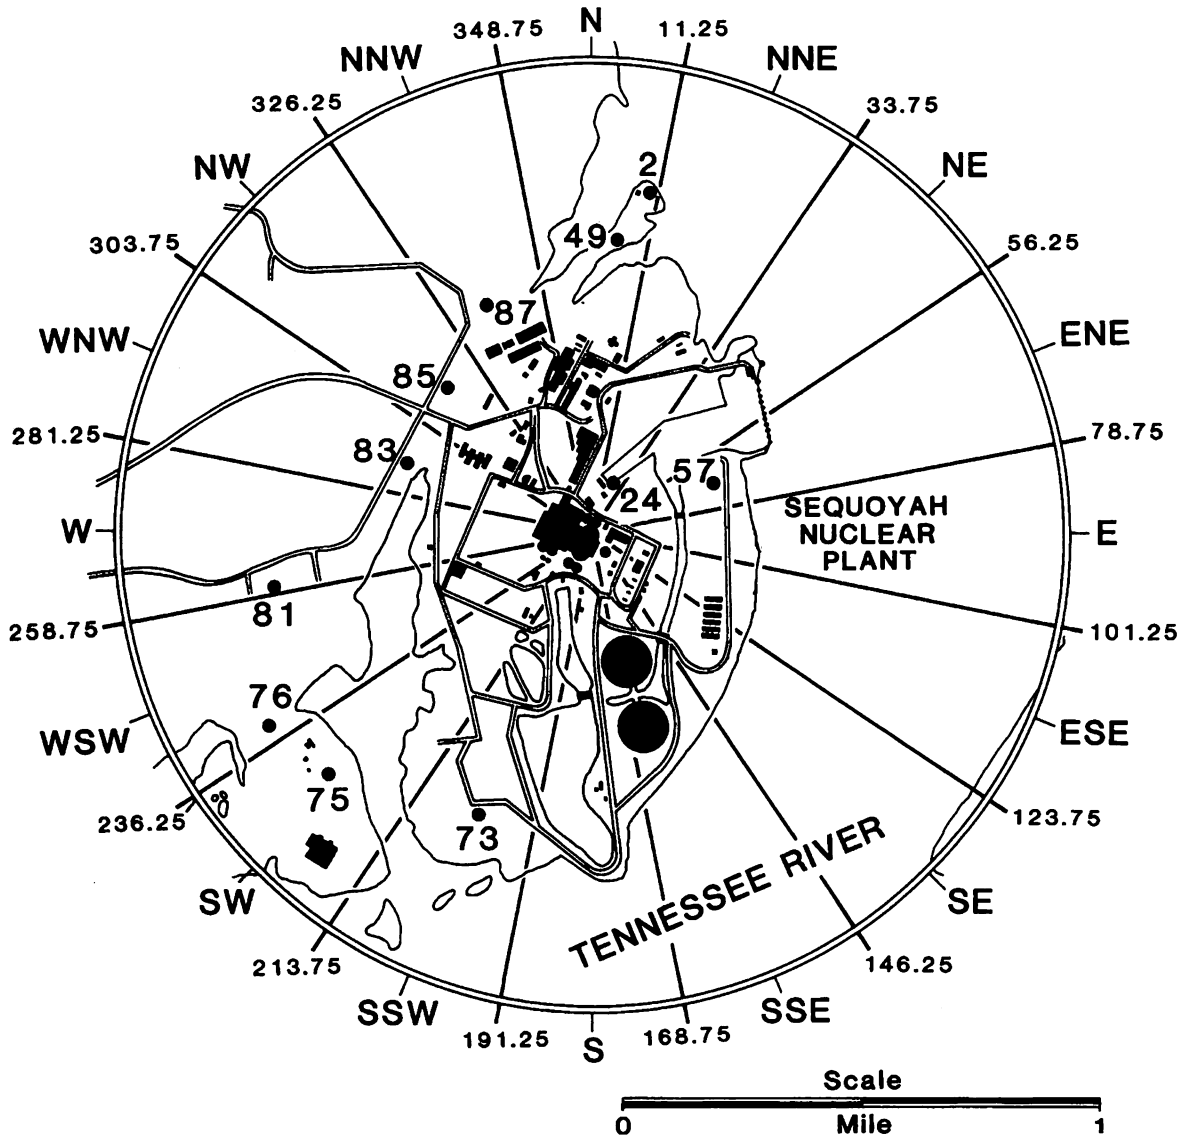 N
348.75
11.25
NNW
NNE
326.25
33.75
NW
2
NE
49
303.75
56.25
87
WNW
ENE
85
281.25
78.75
83
57
24
W
SEQUOYAH
NUCLEAR
PLANT
E
81
258.75
101.25
76
WSW
ESE
75
236.25
73
123.75
TENNESSEE RIVER
SW
SE
213.75
146.25
SSW
SSE
191.25
S
168.75
Scale
0
Mile
1